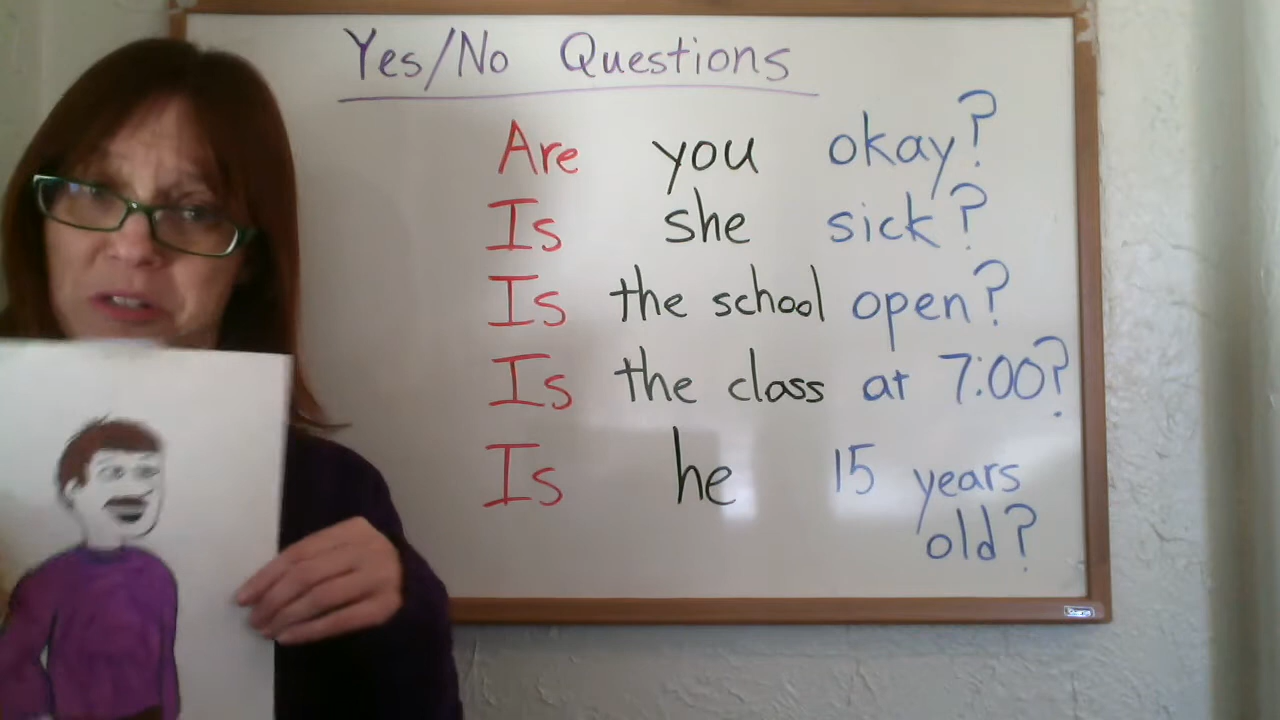 Yes/No Questions
Are you okay?
Is she sick?
Is the school open?
Is the class at 7:00?
Is he 15 years
old?